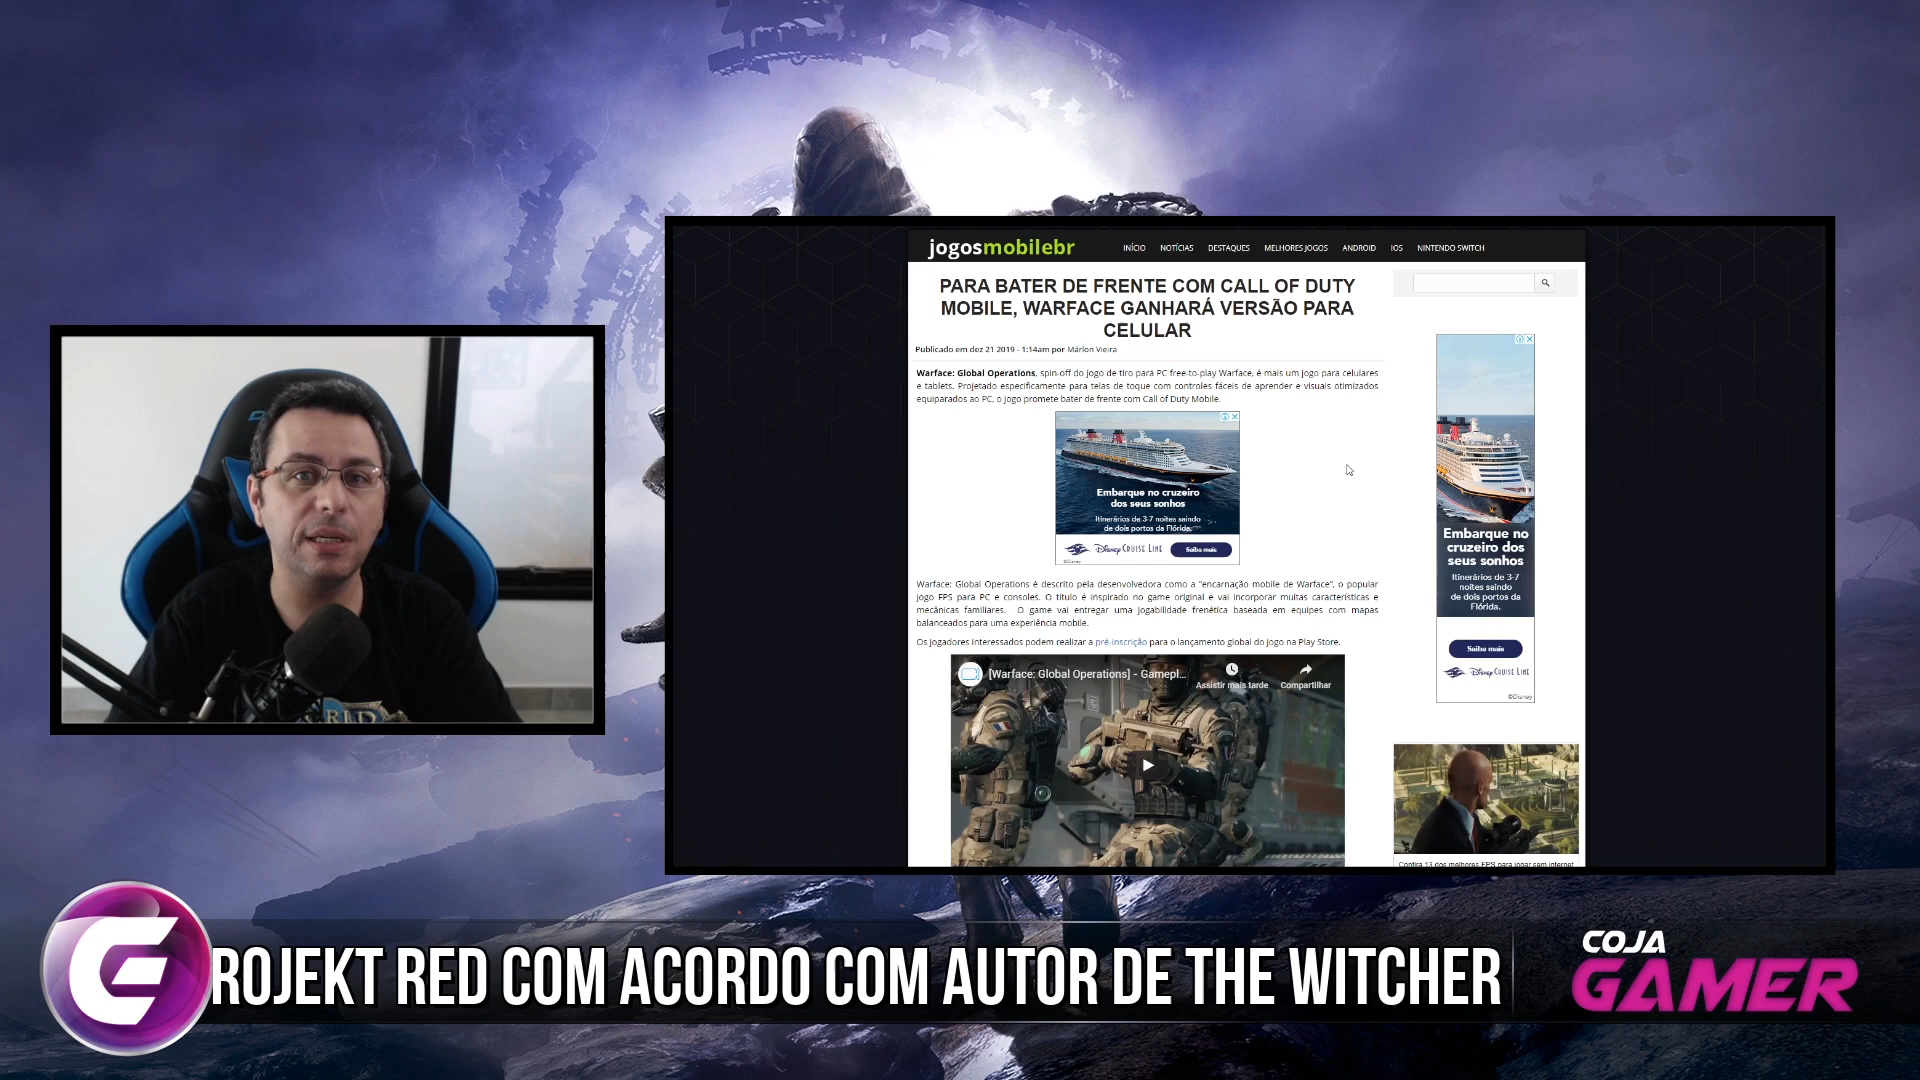 jogosmobilebr
INÍCIO NOTÍCIAS DESTAQUES MELHORES JOGOS ANDROID IOS NINTENDO SWITCH
PARA BATER DE FRENTE COM CALL OF DUTY
MOBILE, WARFACE GANHARÁ VERSÃO PARA
CELULAR
Publicado em dez 21 2019 - 1:14am por Márlon Vieira
Warface: Global Operations, spin-off do jogo de tiro para PC free-to-play Warface, é mais um jogo para celulares
e tablets. Projetado especificamente para telas de toque com controles fáceis de aprender e visuais otimizados
equiparados ao PC, o jogo promete bater de frente com Call of Duty Mobile.
Embarque no cruzeiro
dos seus sonhos
Itinerários de 3-7 noites saindo
de dois portos da Flórida.
Disney CRUISE LINE
Saiba mais
©Disney
Warface: Global Operations é descrito pela desenvolvedora como a "encarnação mobile de Warface", o popular
jogo FPS para PC e consoles. O título é inspirado no game original e vai incorporar muitas características e
mecânicas familiares. O game vai entregar uma jogabilidade frenética baseada em equipes com mapas
balanceados para uma experiência mobile.
Os jogadores interessados podem realizar a pré-inscrição para o lançamento global do jogo na Play Store.
[Warface: Global Operations] - Gamepl...
Assistir mais tarde
Compartilhar
Embarque no
cruzeiro dos
seus sonhos
Itinerários de 3-7
noites saindo
de dois portos da
Flórida.
Saiba mais
Disney CRUISE LINE
©Disney
Confira 13 dos melhores FPS para jogar sem internet
ROJEKT RED COM ACORDO COM AUTOR DE THE WITCHER
COJA
GAMER